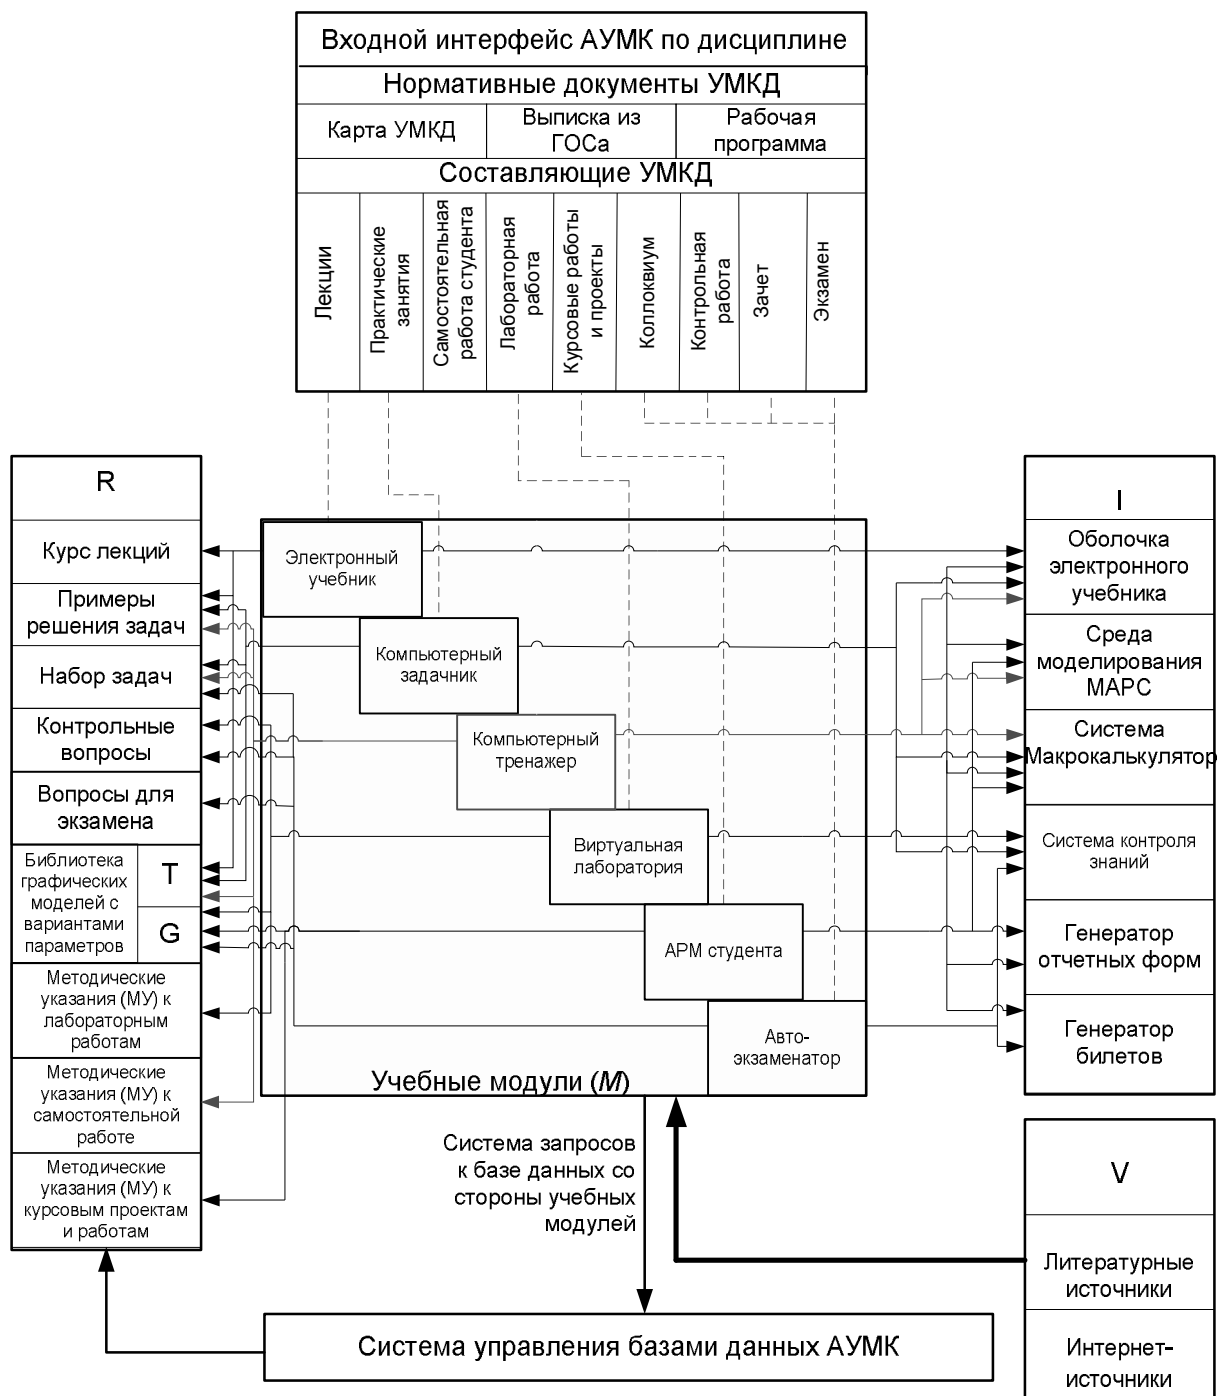 Входной интерфейс АУМК по дисциплине
Нормативные документы УМКД
Карта УМКД
Выписка из
ГОСа
Рабочая
программа
Составляющие УМКД
Лекции
Практические
занятия
Самостоятельная
работа студента
Лабораторная
работа
Курсовые работы
и проекты
Коллоквиум
Контрольная
работа
Зачет
Экзамен
R
Курс лекций
Примеры
решения задач
Набор задач
Контрольные
вопросы
Вопросы для
экзамена
Библиотека
графических
моделей с
вариантами
параметров
T
G
Методические
указания (МУ) к
лабораторным
работам
Методические
указания (МУ) к
самостоятельной
работе
Методические
указания (МУ) к
курсовым проектам
и работам
Электронный
учебник
Компьютерный
задачник
Компьютерный
тренажер
Виртуальная
лаборатория
АРМ студента
Авто-
экзаменатор
Учебные модули (M)
I
Оболочка
электронного
учебника
Среда
моделирования
МАРС
Система
Макрокалькулятор
Система контроля
знаний
Генератор
отчетных форм
Генератор
билетов
Система запросов
к базе данных со
стороны учебных
модулей
V
Литературные
источники
Интернет-
источники
Система управления базами данных АУМК